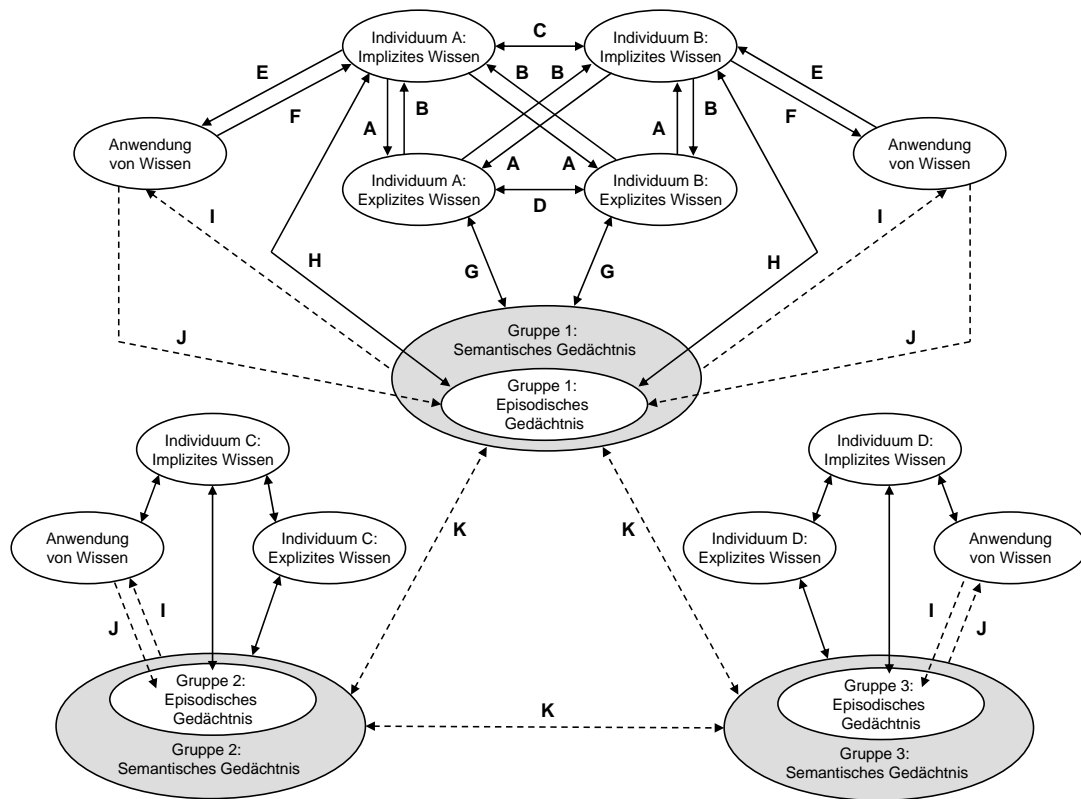 C
Individuum A:
Implizites Wissen
Individuum B:
Implizites Wissen
E
B
B
E
F
A
B
A
B
F
Anwendung
von Wissen
Anwendung
von Wissen
A
A
Individuum A:
Explizites Wissen
Individuum B:
Explizites Wissen
D
I
I
H
G
G
H
J
J
Gruppe 1:
Semantisches Gedächtnis
Gruppe 1:
Episodisches
Gedächtnis
Individuum C:
Implizites Wissen
Individuum D:
Implizites Wissen
Anwendung
von Wissen
Individuum C:
Explizites Wissen
K
K
Individuum D:
Explizites Wissen
Anwendung
von Wissen
I
J
I
J
Gruppe 2:
Episodisches
Gedächtnis
Gruppe 2:
Semantisches Gedächtnis
K
Gruppe 3:
Episodisches
Gedächtnis
Gruppe 3:
Semantisches Gedächtnis